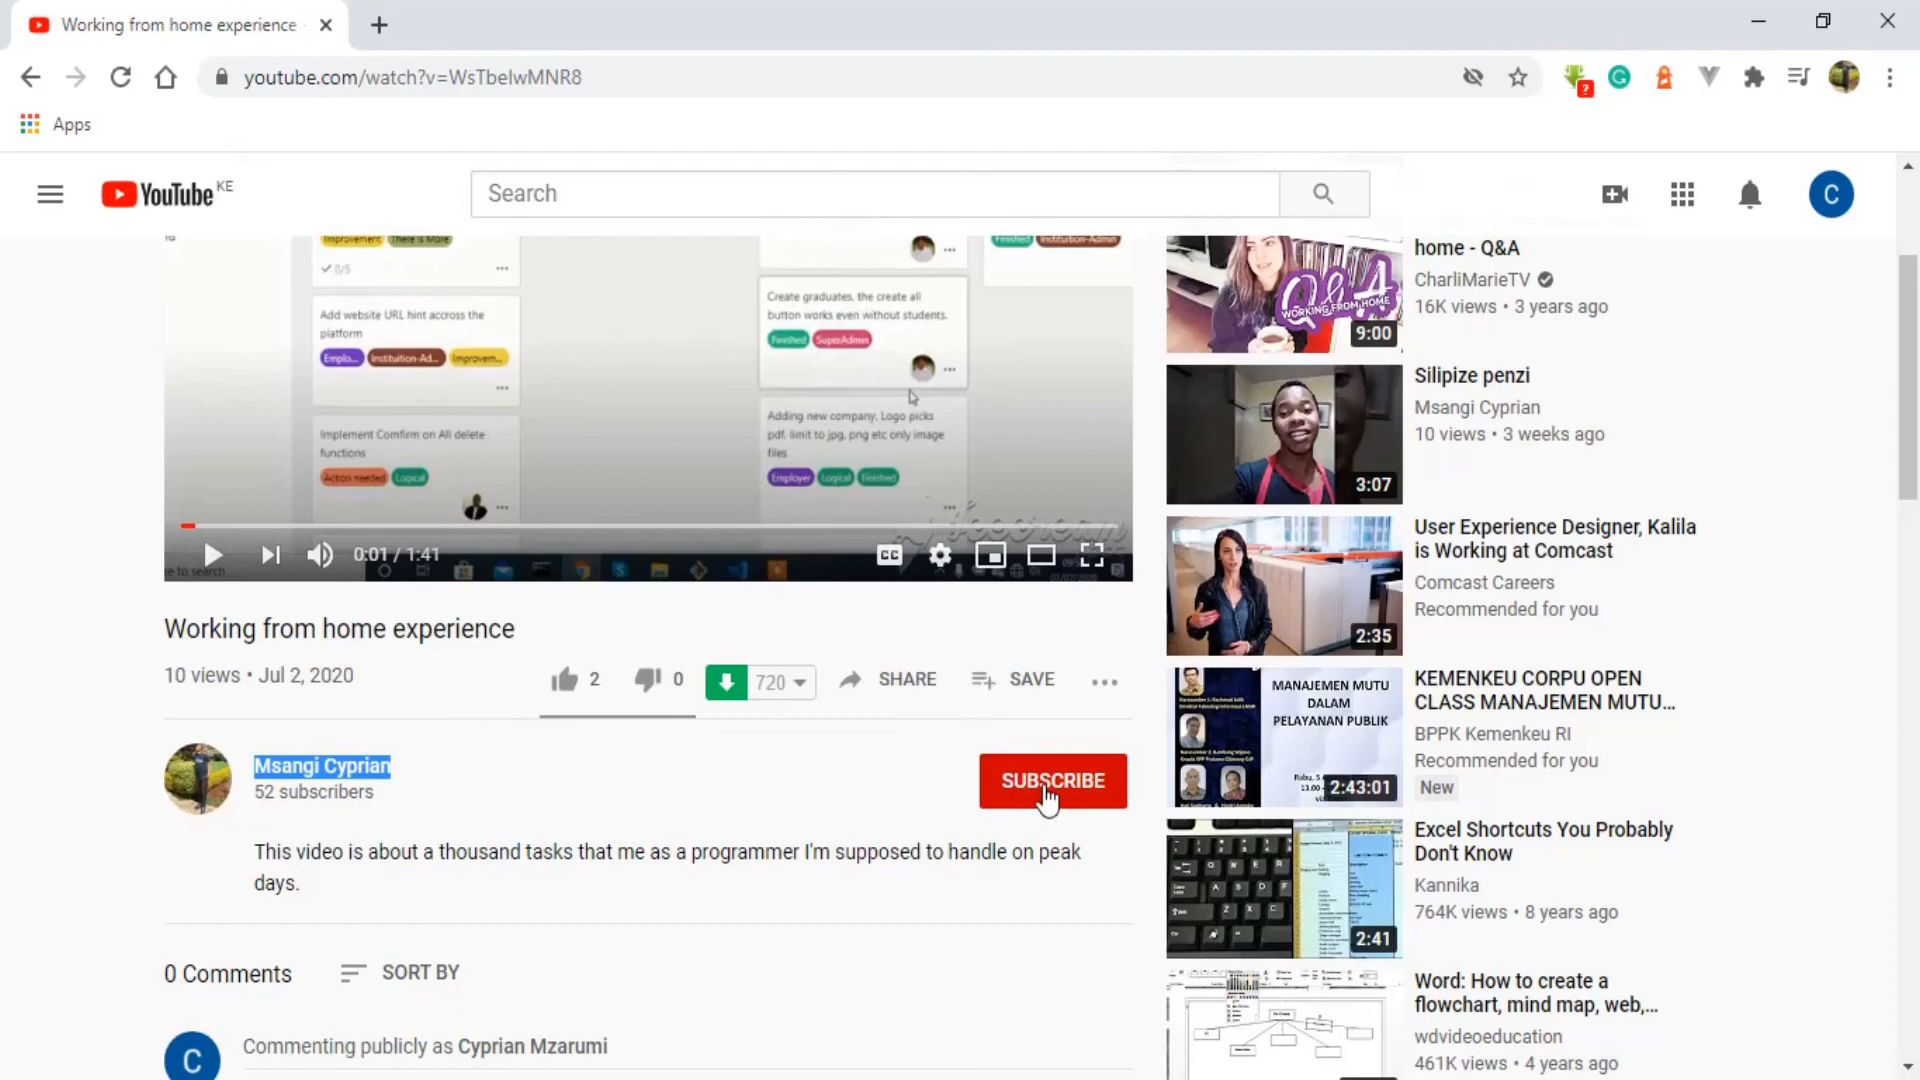 Working from home experience
youtube.com/watch?v=WsTbelwMNR8
Apps
YouTube KE
Search
C
Improvement There is More
0/5
Add website URL hint accross the
platform
Emplo... Instituition-Ad... Improvem...
Implement Comfirm on All delete
functions
Action needed Logical
Create graduates, the create all
button works even without students.
Finished SuperAdmin
Adding new company, Logo picks
pdf, limit to jpg, png etc only image
files
Employer Logical Finished
Finished Instituition-Admin
0:01 / 1:41
CC
Working from home experience
10 views • Jul 2, 2020
2 0 720 SHARE SAVE
Msangi Cyprian
52 subscribers
SUBSCRIBE
This video is about a thousand tasks that me as a programmer I'm supposed to handle on peak
days.
0 Comments SORT BY
C
Commenting publicly as Cyprian Mzarumi
Q&A
WORKING FROM HOME
9:00
home - Q&A
CharliMarieTV
16K views • 3 years ago
3:07
Silipize penzi
Msangi Cyprian
10 views • 3 weeks ago
2:35
User Experience Designer, Kalila
is Working at Comcast
Comcast Careers
Recommended for you
MANAJEMEN MUTU
DALAM
PELAYANAN PUBLIK
2:43:01
KEMENKEU CORPU OPEN
CLASS MANAJEMEN MUTU...
BPPK Kemenkeu RI
Recommended for you
New
2:41
Excel Shortcuts You Probably
Don't Know
Kannika
764K views • 8 years ago
Word: How to create a
flowchart, mind map, web,...
wdvideoeducation
461K views • 4 years ago